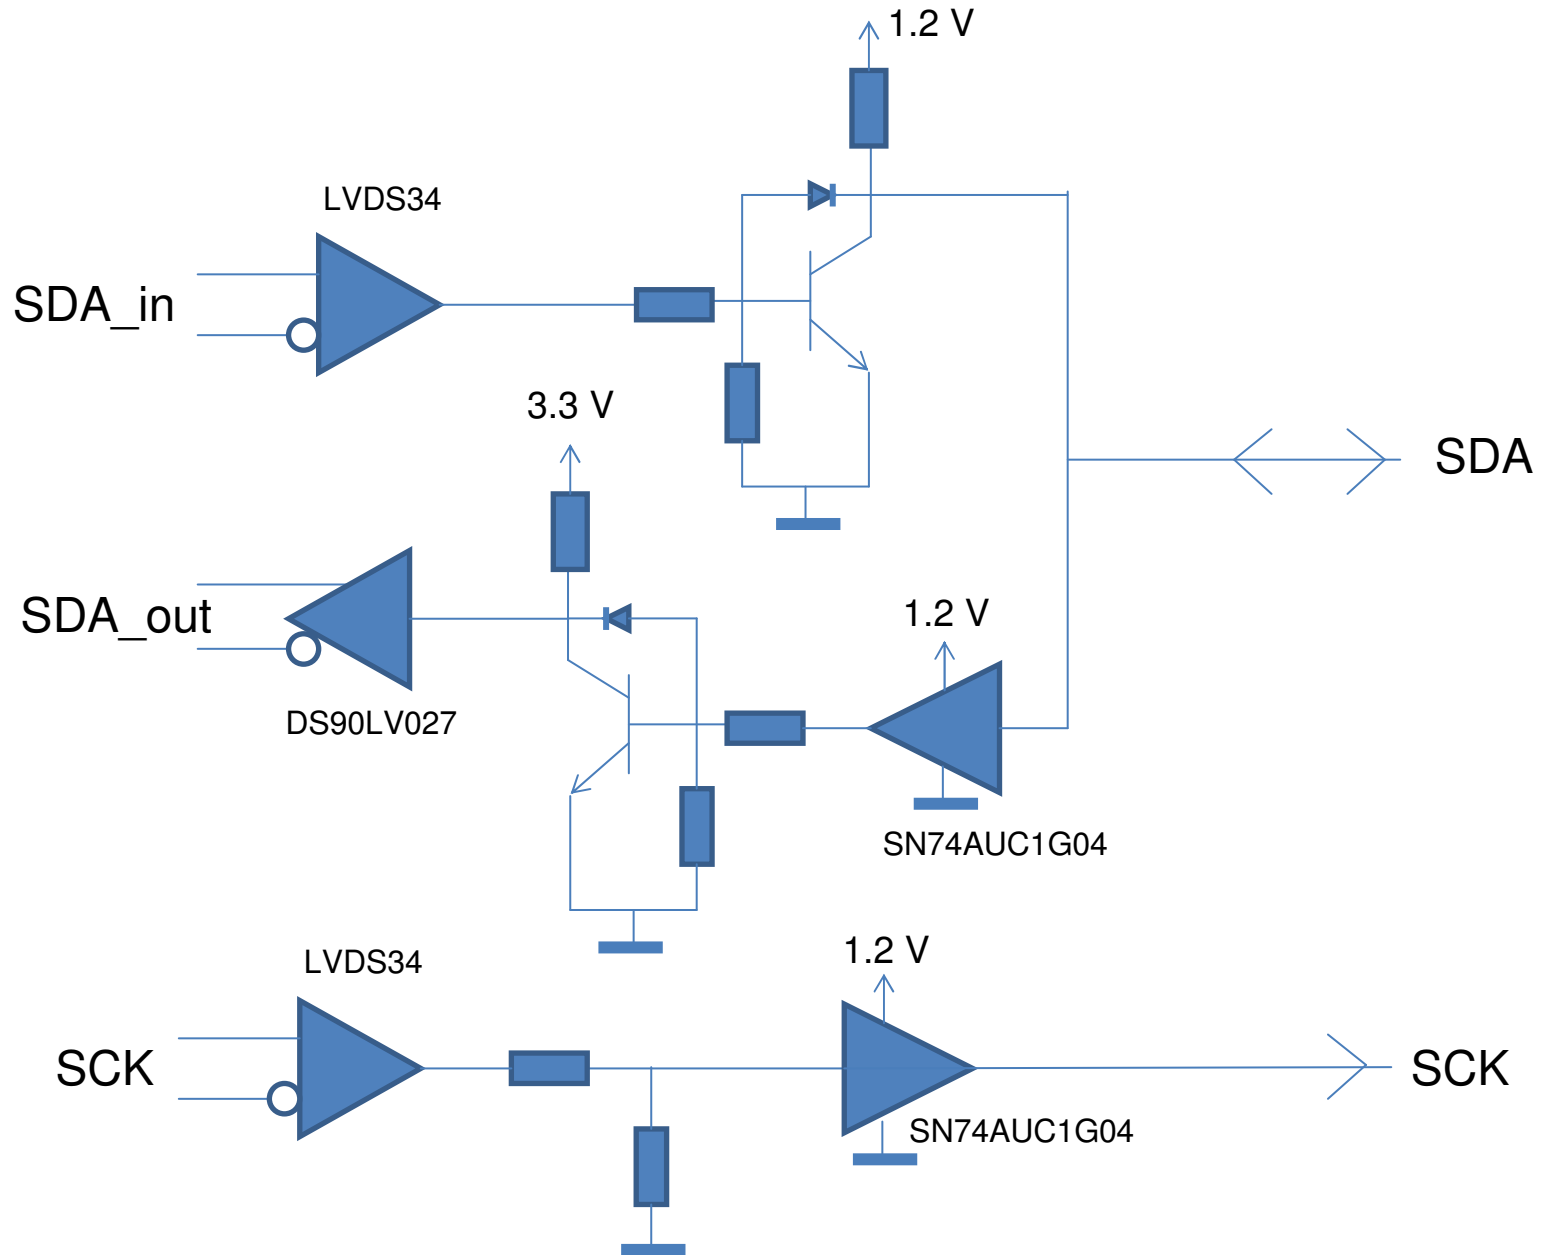 1.2 V
LVDS34
SDA_in
3.3 V
SDA
SDA_out
1.2 V
DS90LV027
SN74AUC1G04
LVDS34
1.2 V
SCK
SCK
SN74AUC1G04